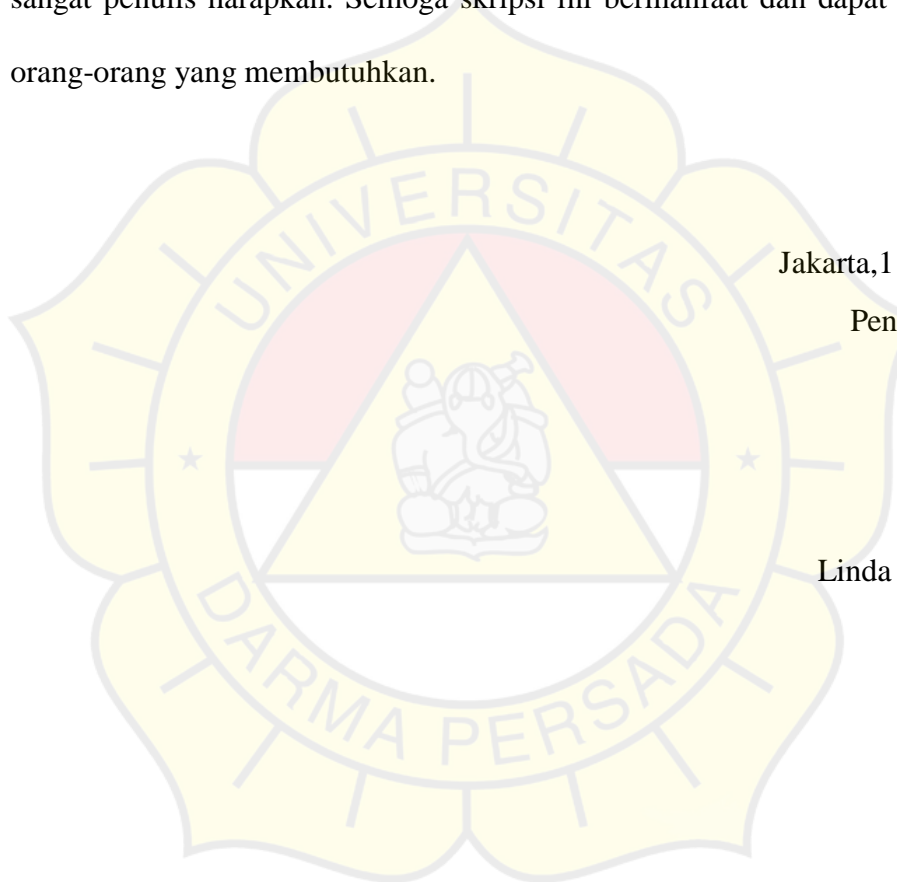 sangat penulis harapkan. Semoga skripsi ini bermanfaat dan dapat
orang-orang yang membutuhkan.
UNIVERSITAS
Jakarta,1
Pen
Linda
DARMA PERSADA